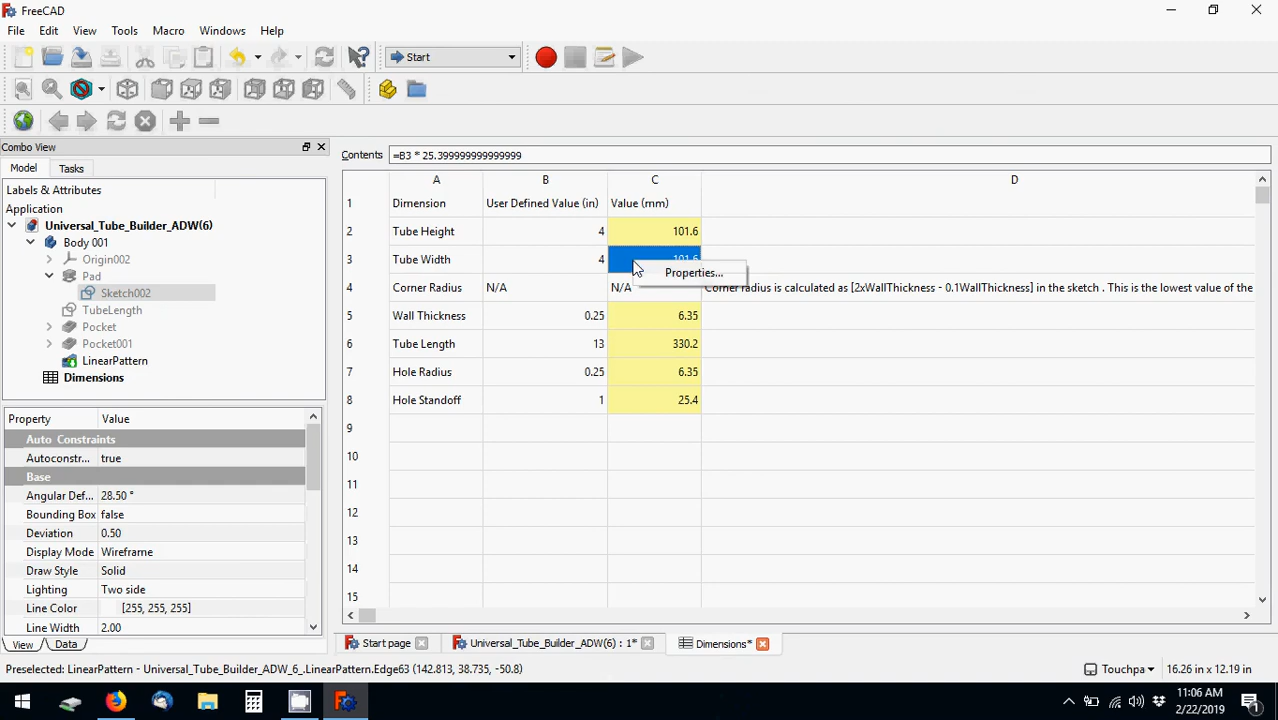 FreeCAD
File Edit View Tools Macro Windows Help
Start
Combo View
Model Tasks
Labels & Attributes
Application
Universal_Tube_Builder_ADW(6)
Body 001
Origin002
Pad
Sketch002
TubeLength
Pocket
Pocket001
LinearPattern
Dimensions
Property Value
Auto Constraints
Autoconstr... true
Base
Angular Def... 28.50 °
Bounding Box false
Deviation 0.50
Display Mode Wireframe
Draw Style Solid
Lighting Two side
Line Color [255, 255, 255]
Line Width 2.00
View Data
Contents =B3 * 25.399999999999999
A B C D
1 Dimension User Defined Value (in) Value (mm)
2 Tube Height 4 101.6
3 Tube Width 4 101.6
Properties...
4 Corner Radius N/A N/A Corner radius is calculated as [2xWallThickness - 0.1WallThickness] in the sketch . This is the lowest value of the
5 Wall Thickness 0.25 6.35
6 Tube Length 13 330.2
7 Hole Radius 0.25 6.35
8 Hole Standoff 1 25.4
9
10
11
12
13
14
15
Start page Universal_Tube_Builder_ADW(6) : 1* Dimensions*
Preselected: LinearPattern - Universal_Tube_Builder_ADW_6_.LinearPattern.Edge63 (142.813, 38.735, -50.8) Touchpa 16.26 in x 12.19 in
11:06 AM
2/22/2019
1